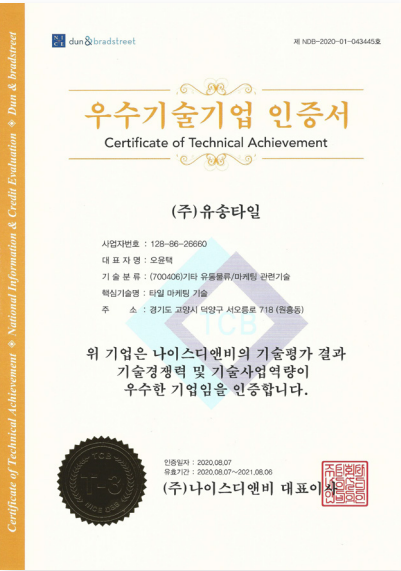 NICE dun & bradstreet
제 NDB-2020-01-043445호
우수기술기업 인증서
Certificate of Technical Achievement
(주)유송타일
사업자번호 : 128-86-26660
대 표 자 명 : 오윤택
기 술 분 류 : (700406)기타 유통물류/마케팅 관련기술
핵심기술명 : 타일 마케팅 기술
주 소 : 경기도 고양시 덕양구 서오릉로 718 (원흥동)
TCB
위 기업은 나이스디앤비의 기술평가 결과
기술경쟁력 및 기술사업역량이
우수한 기업임을 인증합니다.
인증일자 : 2020.08.07
유효기간 : 2020.08.07~2021.08.06
(주)나이스디앤비 대표이사
TCB
T-3
NICE D&B
Certificate of Technical Achievement ◈ National Information & Credit Evaluation ◈ Dun & bradstreet